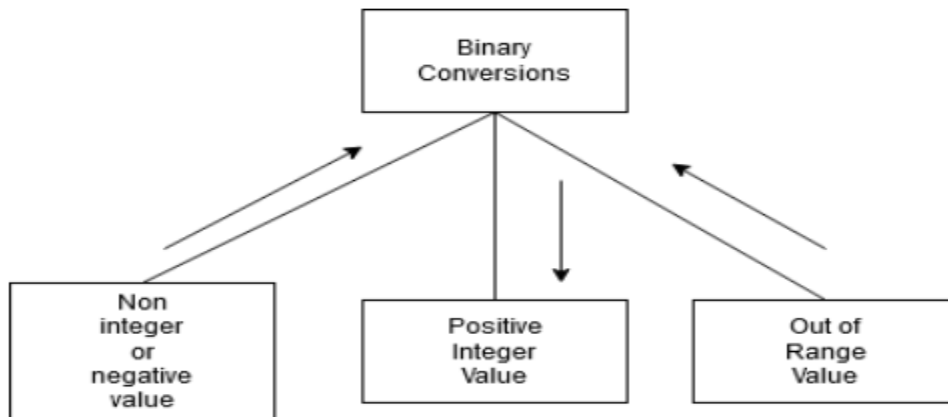 Binary
Conversions
Non
integer
or
negative
value
Positive
Integer
Value
Out of
Range
Value